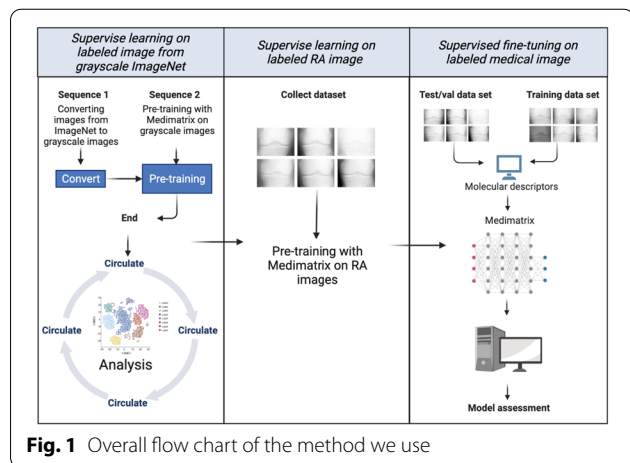 Supervise learning on
labeled image from
grayscale ImageNet
Supervise learning on
labeled RA image
Supervised fine-tuning on
labeled medical image
Sequence 1
Converting
images from
ImageNet to
grayscale images
Sequence 2
Pre-training with
Medimatrix on
grayscale images
Convert
Pre-training
End
Circulate
Circulate
Circulate
Circulate
Analysis
Collect dataset
Pre-training with
Medimatrix on RA
images
Test/val data set
Training data set
Molecular descriptors
Medimatrix
Model assessment
Fig. 1 Overall flow chart of the method we use